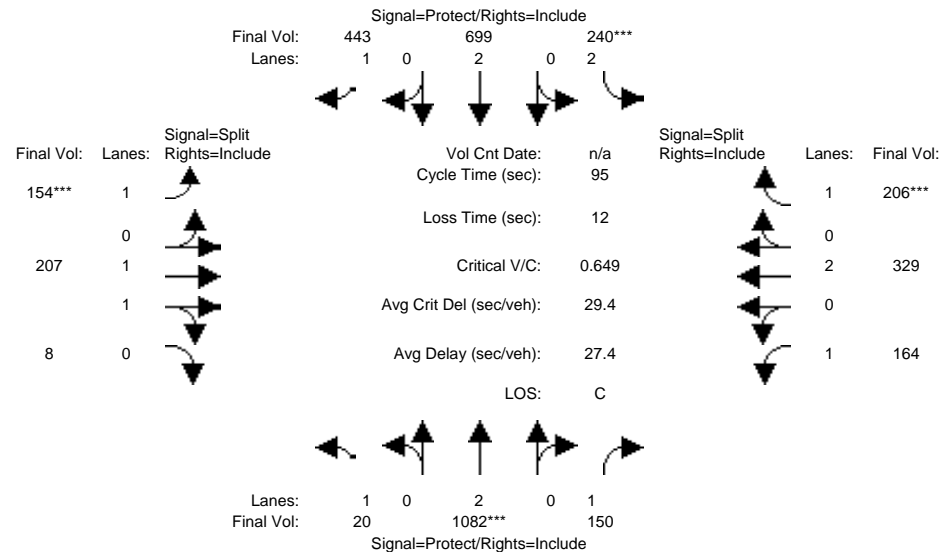 Signal=Protect/Rights=Include
Final Vol: 443 699 240***
Lanes: 1 0 2 0 2
Signal=Split Signal=Split
Final Vol: Lanes: Rights=Include Vol Cnt Date: n/a Rights=Include Lanes: Final Vol:
Cycle Time (sec): 95
154*** 1 1 206***
Loss Time (sec): 12
0 0
207 1 Critical V/C: 0.649 2 329
1 Avg Crit Del (sec/veh): 29.4 0
8 0 Avg Delay (sec/veh): 27.4 1 164
LOS: C
Lanes: 1 0 2 0 1
Final Vol: 20 1082*** 150
Signal=Protect/Rights=Include